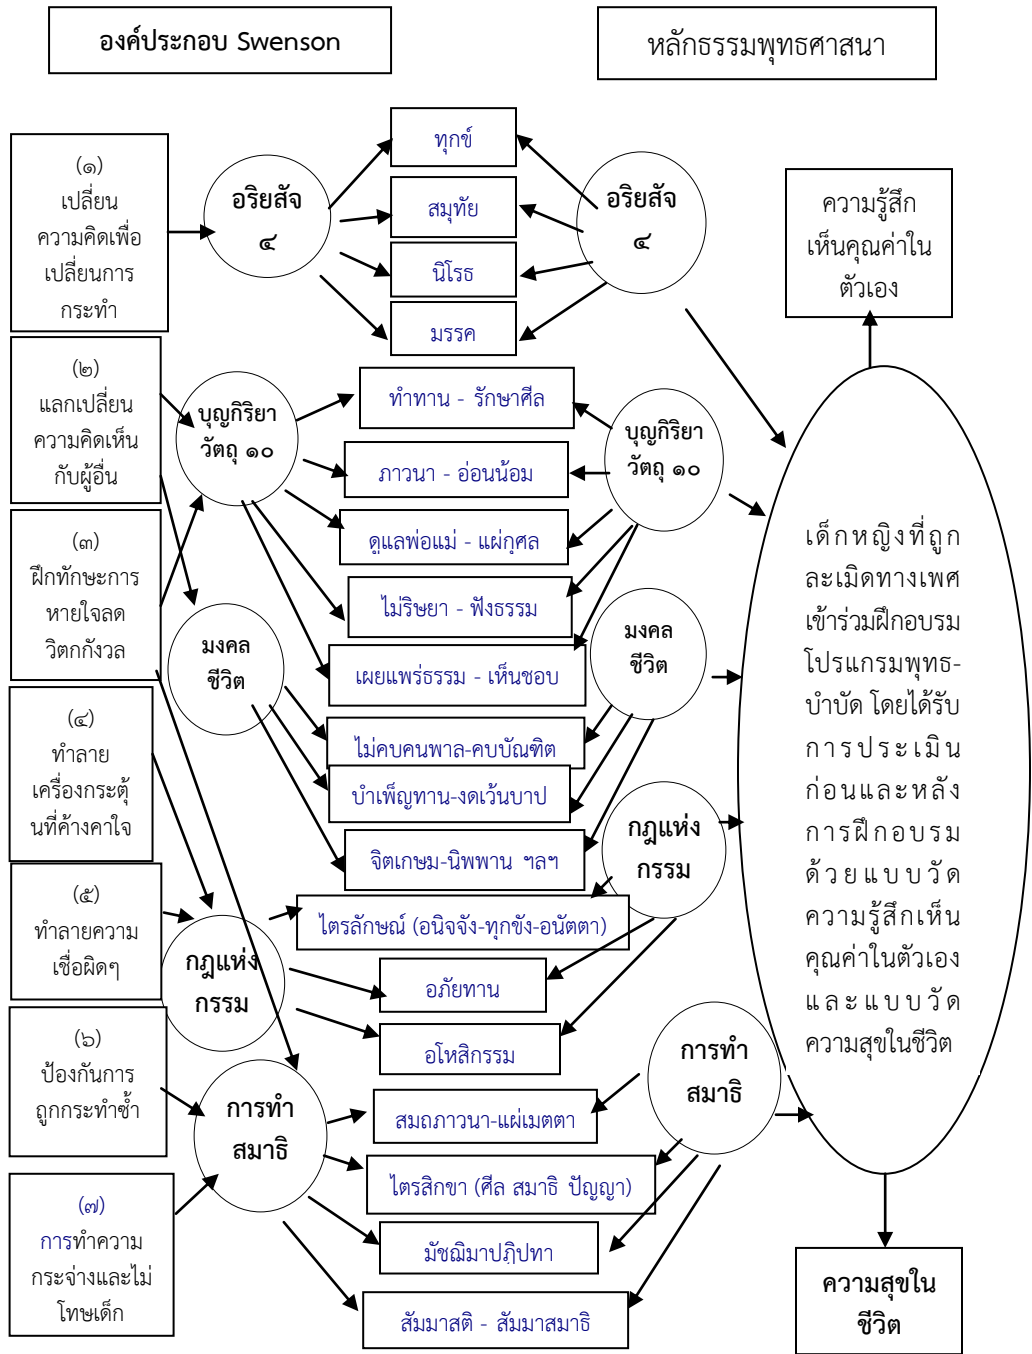 องค์ประกอบ Swenson
หลักธรรมพุทธศาสนา
(๑)
เปลี่ยน
ความคิดเพื่อ
เปลี่ยนการ
กระทำ
(๒)
แลกเปลี่ยน
ความคิดเห็น
กับผู้อื่น
(๓)
ฝึกทักษะการ
หายใจลด
วิตกกังวล
(๔)
ทำลาย
เครื่องกระตุ้
นที่ค้างคาใจ
(๕)
ทำลายความ
เชื่อผิดๆ
(๖)
ป้องกันการ
ถูกกระทำซ้ำ
(๗)
การทำความ
กระจ่างและไม่
โทษเด็ก
อริยสัจ
๔
บุญกิริยา
วัตถุ ๑๐
มงคล
ชีวิต
กฎแห่ง
กรรม
การทำ
สมาธิ
ทุกข์
สมุทัย
นิโรธ
มรรค
ทำทาน - รักษาศีล
ภาวนา - อ่อนน้อม
ดูแลพ่อแม่ - แผ่กุศล
ไม่ริษยา - ฟังธรรม
เผยแพร่ธรรม - เห็นชอบ
ไม่คบคนพาล-คบบัณฑิต
บำเพ็ญทาน-งดเว้นบาป
จิตเกษม-นิพพาน ฯลฯ
ไตรลักษณ์ (อนิจจัง-ทุกขัง-อนัตตา)
อภัยทาน
อโหสิกรรม
สมถภาวนา-แผ่เมตตา
ไตรสิกขา (ศีล สมาธิ ปัญญา)
มัชฌิมาปฏิปทา
สัมมาสติ - สัมมาสมาธิ
อริยสัจ
๔
บุญกิริยา
วัตถุ ๑๐
มงคล
ชีวิต
กฎแห่ง
กรรม
การทำ
สมาธิ
ความรู้สึก
เห็นคุณค่าใน
ตัวเอง
เด็กหญิงที่ถูก
ละเมิดทางเพศ
เข้าร่วมฝึกอบรม
โปรแกรมพุทธ-
บำบัด โดยได้รับ
การประเมิน
ก่อนและหลัง
การฝึกอบรม
ด้วยแบบวัด
ความรู้สึกเห็น
คุณค่าในตัวเอง
และแบบวัด
ความสุขในชีวิต
ความสุขใน
ชีวิต